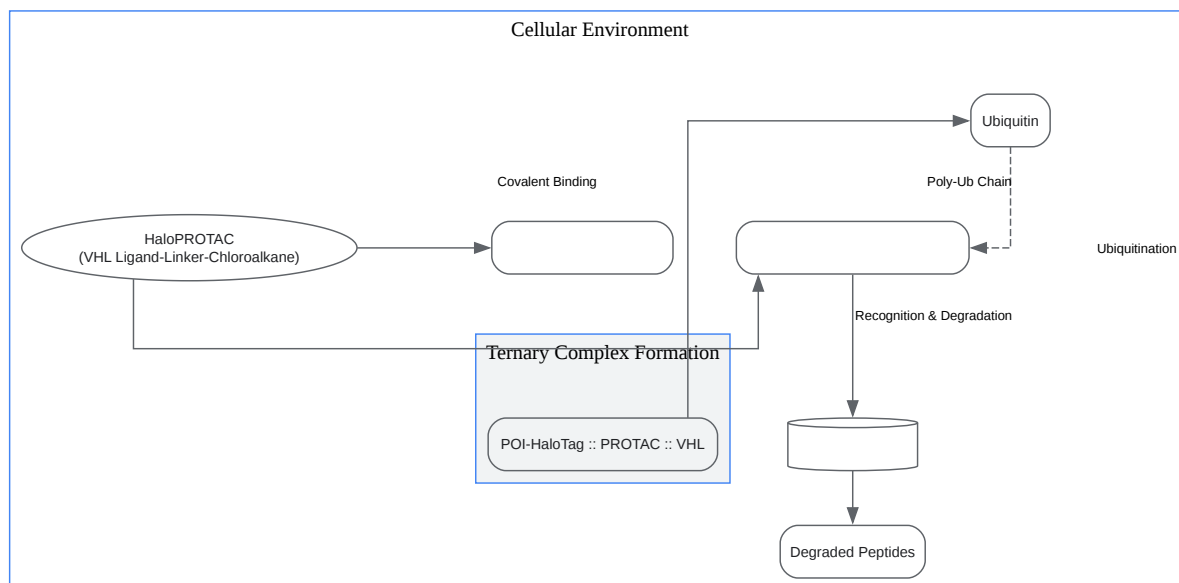 Cellular Environment
Ubiquitin
Covalent Binding
Poly-Ub Chain
HaloPROTAC
(VHL Ligand-Linker-Chloroalkane)
Ubiquitination
Recognition & Degradation
Ternary Complex Formation
POI-HaloTag :: PROTAC :: VHL
Degraded Peptides